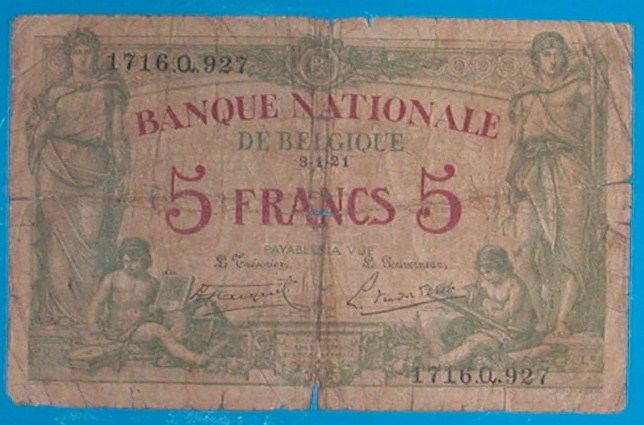 1716.Q.927
BANQUE NATIONALE
DE BELGIQUE
3-1-21
5 FRANCS 5
PAYABLES A VUE
Le Trésorier, Le Gouverneur,
1716.Q.927